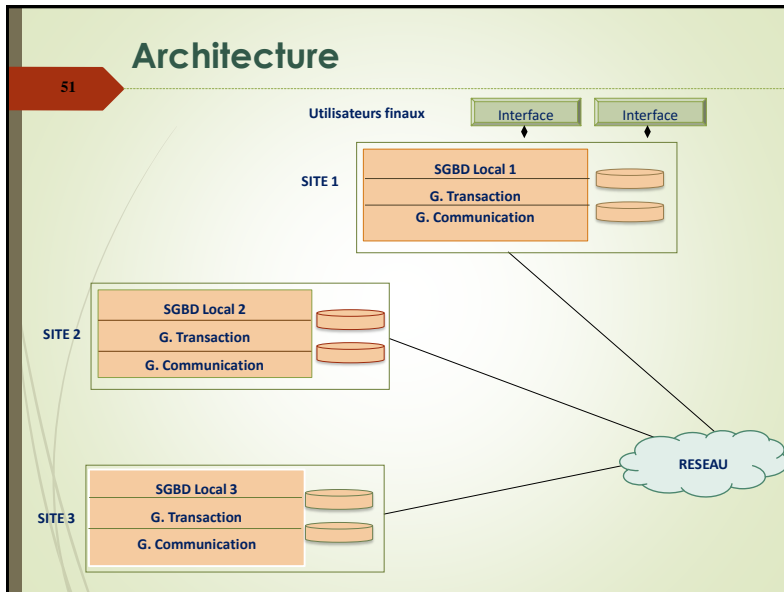 Architecture
51
Utilisateurs finaux
Interface
Interface
SITE 1
SGBD Local 1
G. Transaction
G. Communication
SITE 2
SGBD Local 2
G. Transaction
G. Communication
RESEAU
SITE 3
SGBD Local 3
G. Transaction
G. Communication